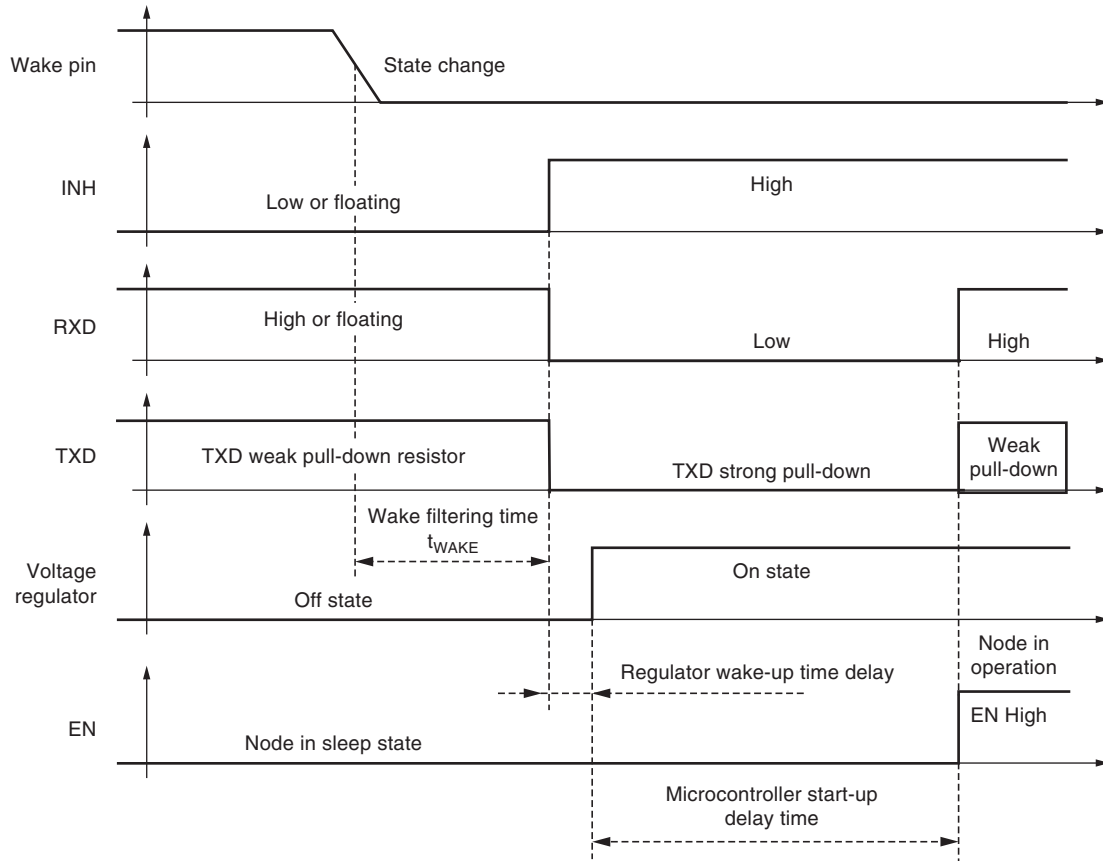 Wake pin
State change
INH
Low or floating
High
RXD
High or floating
Low
High
TXD
TXD weak pull-down resistor
TXD strong pull-down
Weak
pull-down
Wake filtering time
tWAKE
Voltage
regulator
Off state
On state
Regulator wake-up time delay
Node in
operation
EN
Node in sleep state
EN High
Microcontroller start-up
delay time